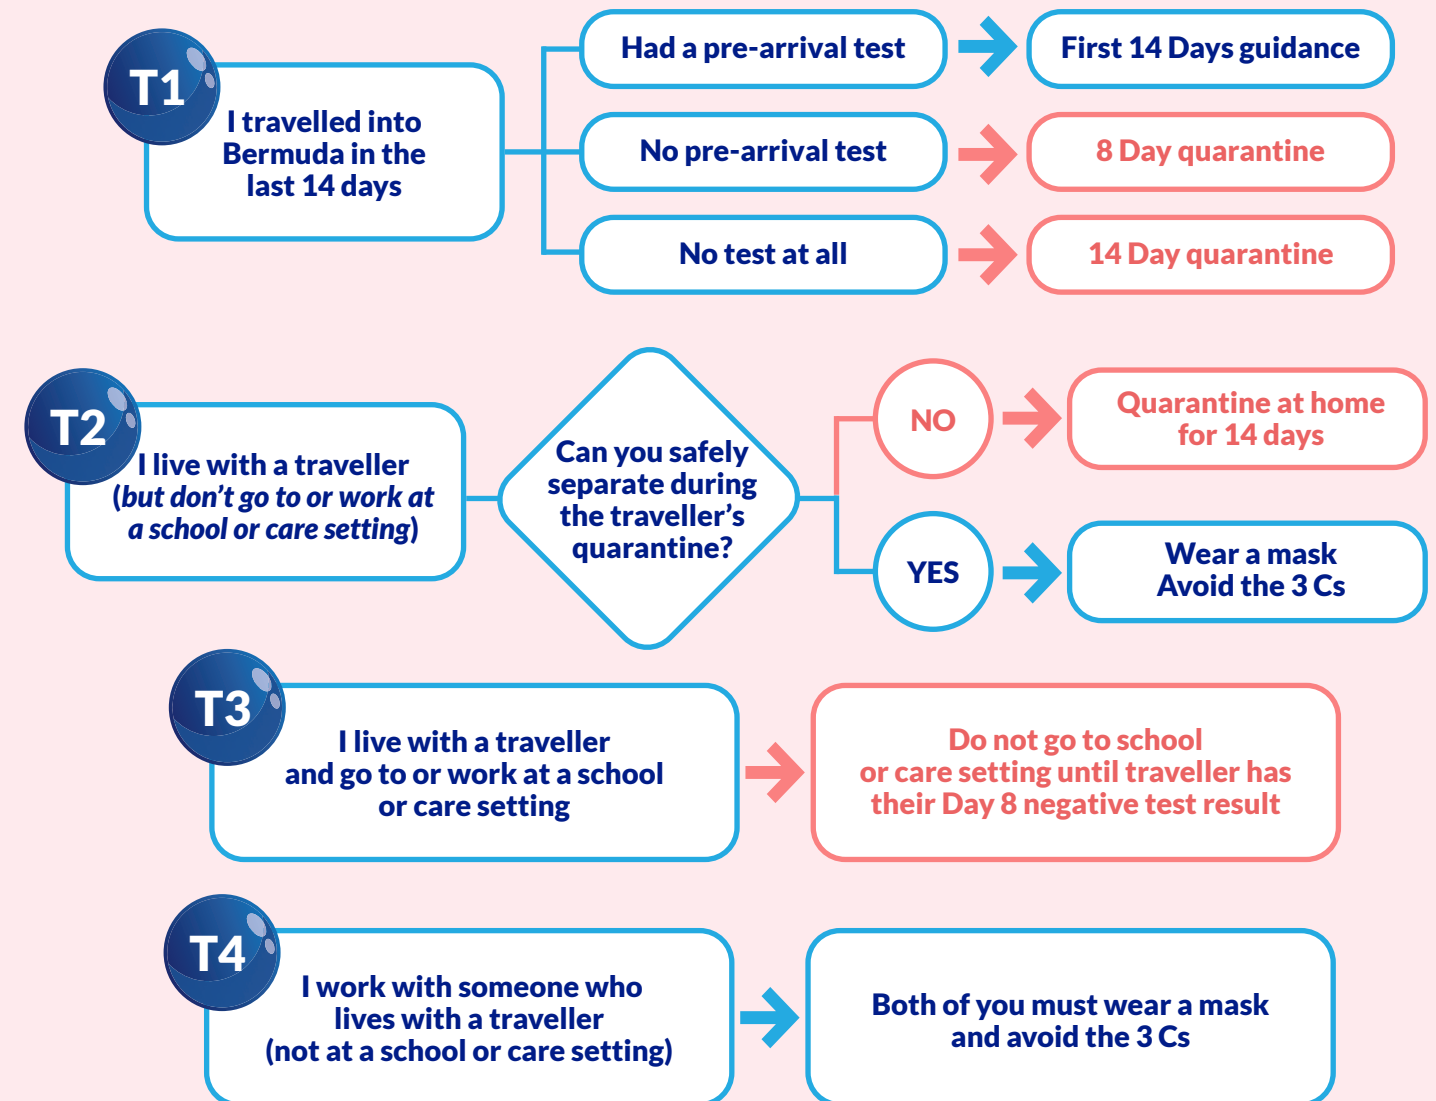 T1
I travelled into
Bermuda in the
last 14 days
Had a pre-arrival test
First 14 Days guidance
No pre-arrival test
8 Day quarantine
No test at all
14 Day quarantine
T2
I live with a traveller
(but don't go to or work at
a school or care setting)
Can you safely
separate during
the traveller's
quarantine?
NO
Quarantine at home
for 14 days
YES
Wear a mask
Avoid the 3 Cs
T3
I live with a traveller
and go to or work at a school
or care setting
Do not go to school
or care setting until traveller has
their Day 8 negative test result
T4
I work with someone who
lives with a traveller
(not at a school or care setting)
Both of you must wear a mask
and avoid the 3 Cs